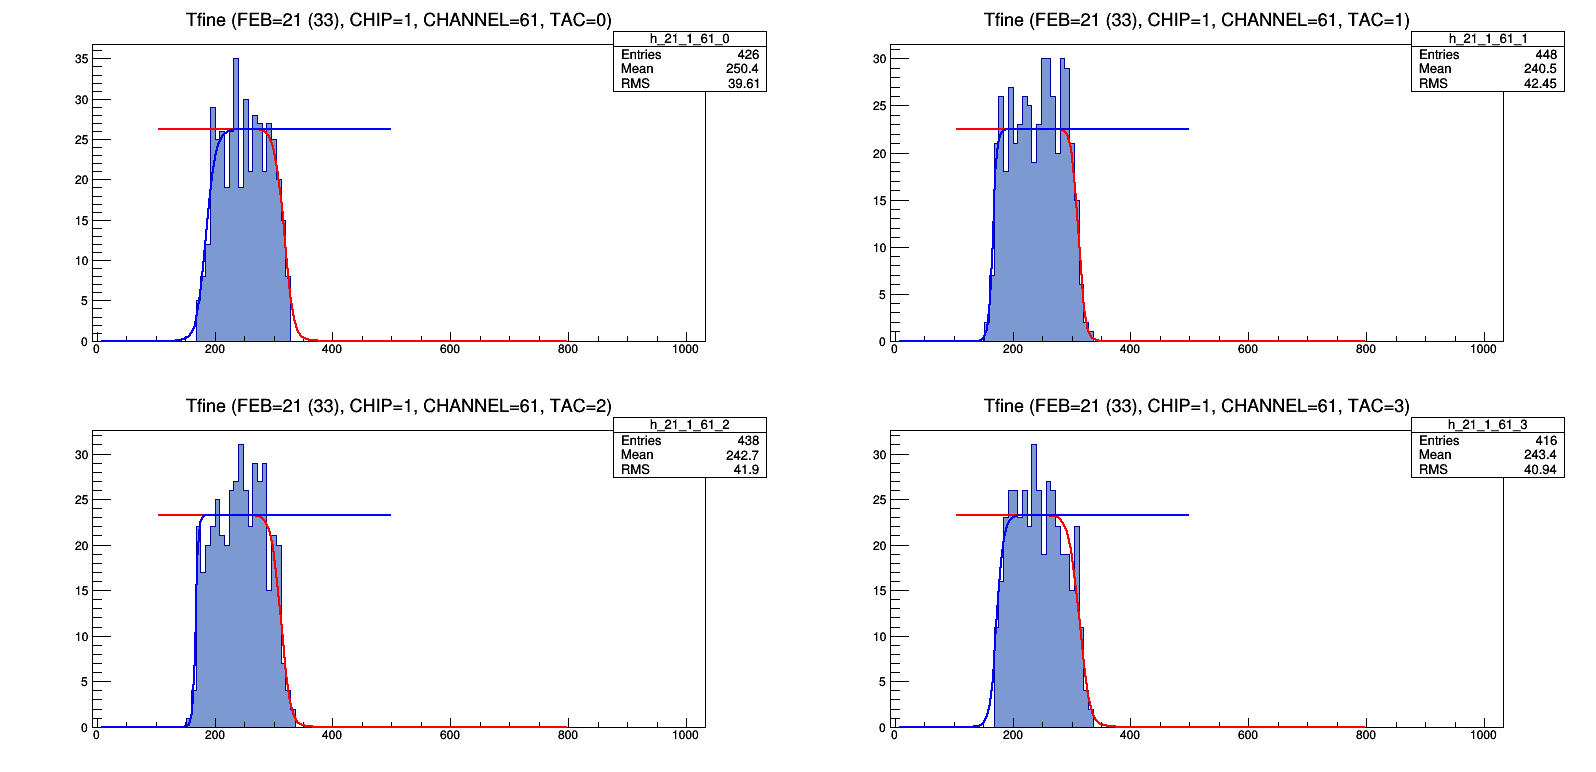 Tfine (FEB=21 (33), CHIP=1, CHANNEL=61, TAC=0)
h_21_1_61_0
Entries 426
Mean 250.4
RMS 39.61
35
30
25
20
15
10
5
0
0 200 400 600 800 1000
Tfine (FEB=21 (33), CHIP=1, CHANNEL=61, TAC=1)
h_21_1_61_1
Entries 448
Mean 240.5
RMS 42.45
30
25
20
15
10
5
0
0 200 400 600 800 1000
Tfine (FEB=21 (33), CHIP=1, CHANNEL=61, TAC=2)
h_21_1_61_2
Entries 438
Mean 242.7
RMS 41.9
30
25
20
15
10
5
0
0 200 400 600 800 1000
Tfine (FEB=21 (33), CHIP=1, CHANNEL=61, TAC=3)
h_21_1_61_3
Entries 416
Mean 243.4
RMS 40.94
30
25
20
15
10
5
0
0 200 400 600 800 1000